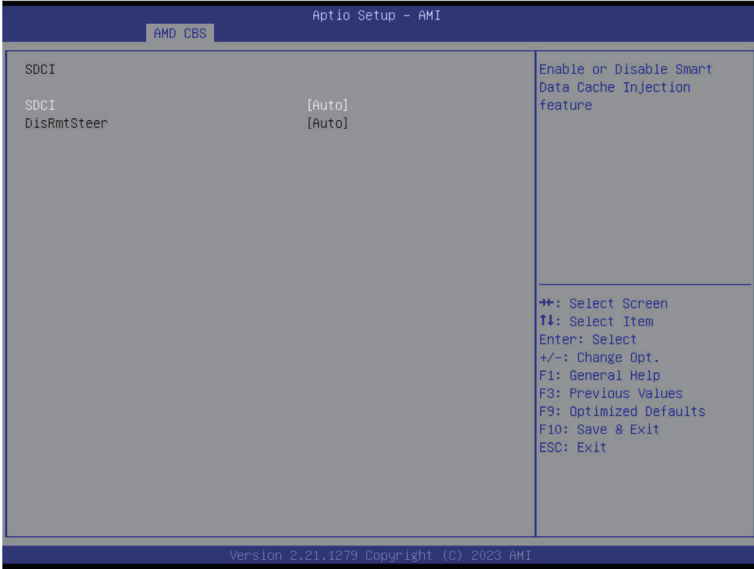 Aptio Setup – AMI
AMD CBS
SDCI
SDCI [Auto]
DisRmtSteer [Auto]
Enable or Disable Smart
Data Cache Injection
feature
→←: Select Screen
↑↓: Select Item
Enter: Select
+/-: Change Opt.
F1: General Help
F3: Previous Values
F9: Optimized Defaults
F10: Save & Exit
ESC: Exit
Version 2.21.1279 Copyright (C) 2023 AMI